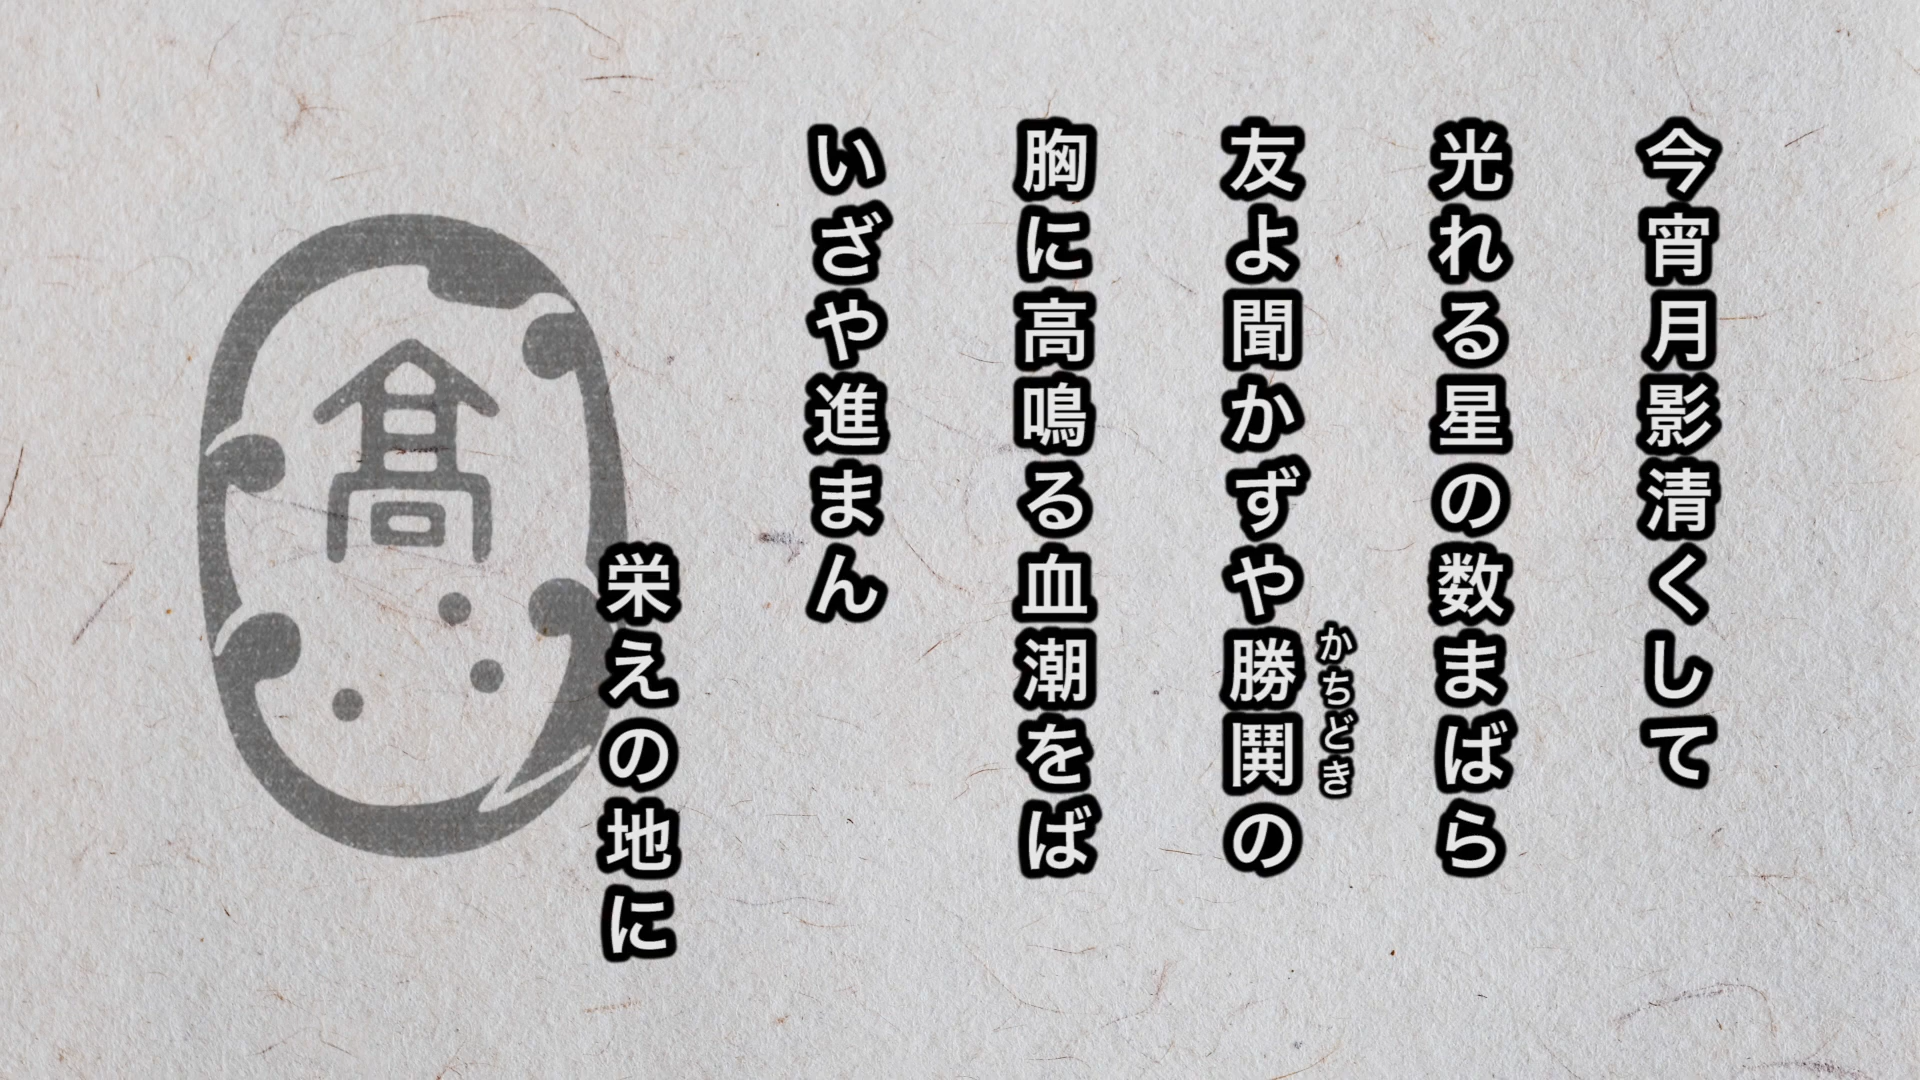 今宵月影清くして
光れる星の数まばら
友よ聞かずや勝鬨の
かちどき
胸に高鳴る血潮をば
いざや進まん
栄えの地に
高